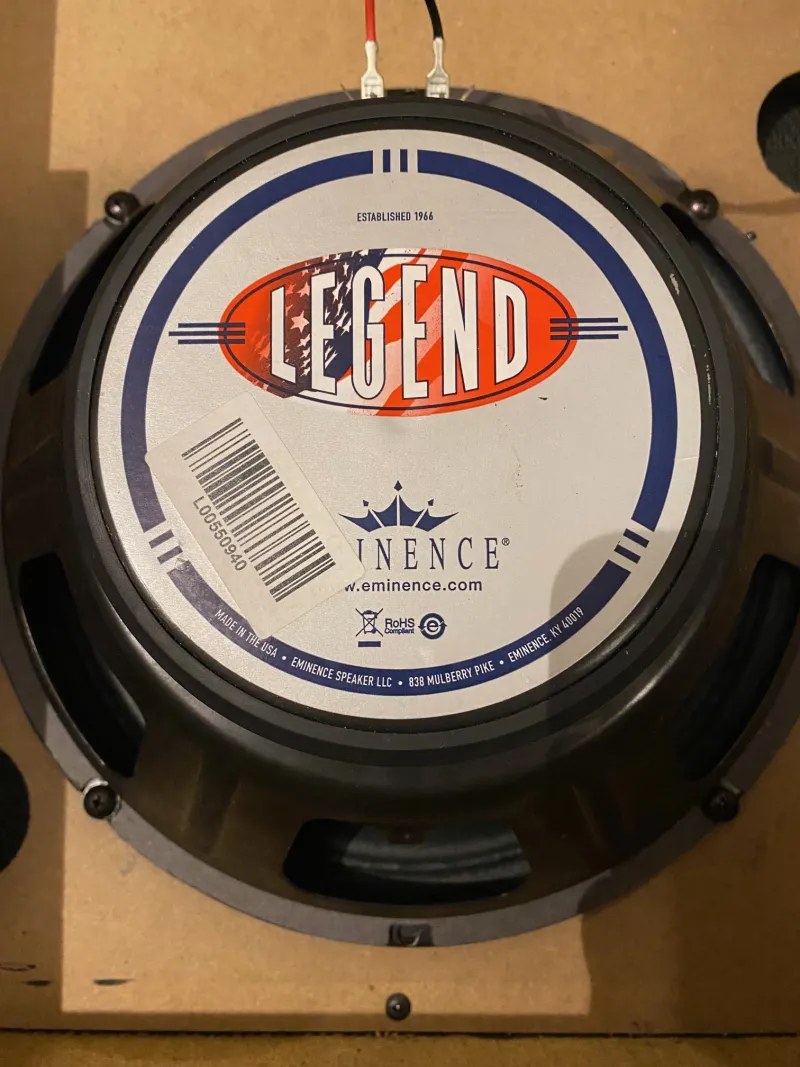 ESTABLISHED 1966
LEGEND
L00550940
INENCE®
w.eminence.com
RoHS
Compliant
e
MADE IN THE USA • EMINENCE SPEAKER LLC • 838 MULBERRY PIKE • EMINENCE, KY 40019